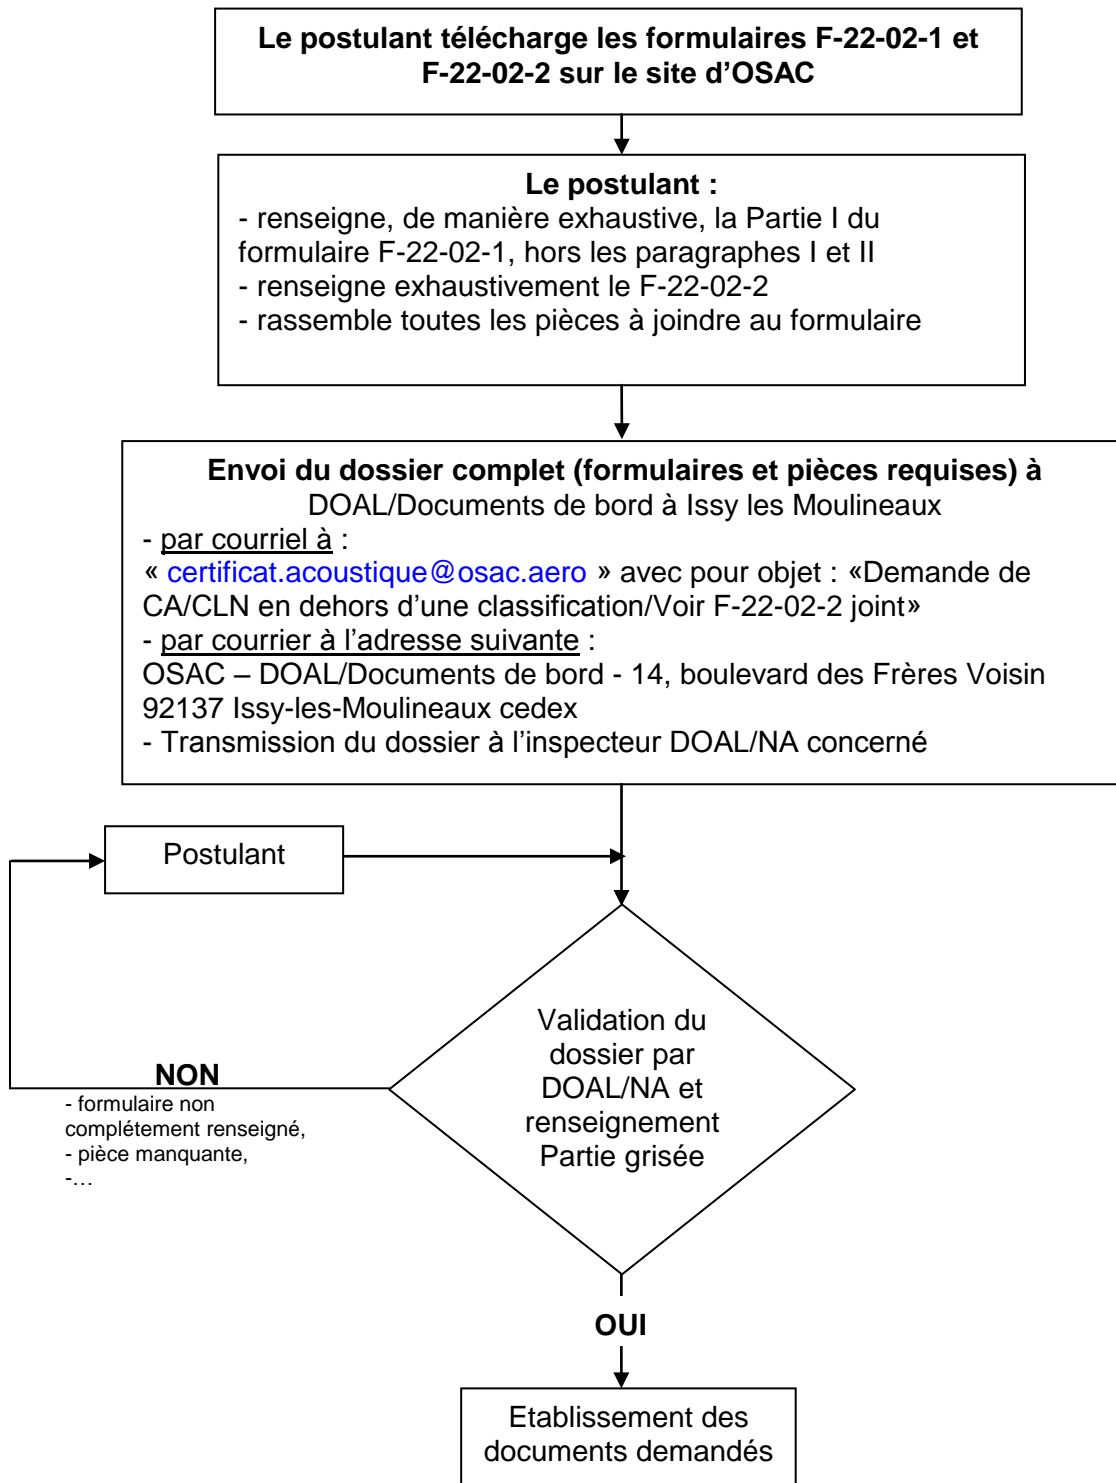 Le postulant télécharge les formulaires F-22-02-1 et
F-22-02-2 sur le site d’OSAC
Le postulant :
- renseigne, de manière exhaustive, la Partie I du
formulaire F-22-02-1, hors les paragraphes I et II
- renseigne exhaustivement le F-22-02-2
- rassemble toutes les pièces à joindre au formulaire
Envoi du dossier complet (formulaires et pièces requises) à
DOAL/Documents de bord à Issy les Moulineaux
- par courriel à :
« certificat.acoustique@osac.aero » avec pour objet : «Demande de
CA/CLN en dehors d’une classification/Voir F-22-02-2 joint»
- par courrier à l’adresse suivante :
OSAC – DOAL/Documents de bord - 14, boulevard des Frères Voisin
92137 Issy-les-Moulineaux cedex
- Transmission du dossier à l’inspecteur DOAL/NA concerné
Postulant
Validation du
dossier par
DOAL/NA et
renseignement
Partie grisée
NON
- formulaire non
complétement renseigné,
- pièce manquante,
-…
OUI
Etablissement des
documents demandés